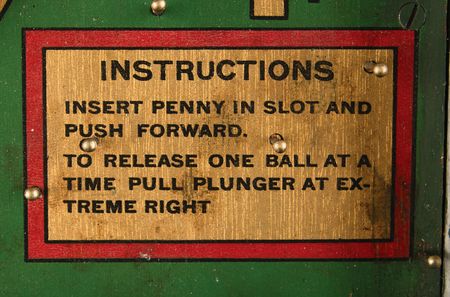 INSTRUCTIONS
INSERT PENNY IN SLOT AND
PUSH FORWARD.
TO RELEASE ONE BALL AT A
TIME PULL PLUNGER AT EX-
TREME RIGHT